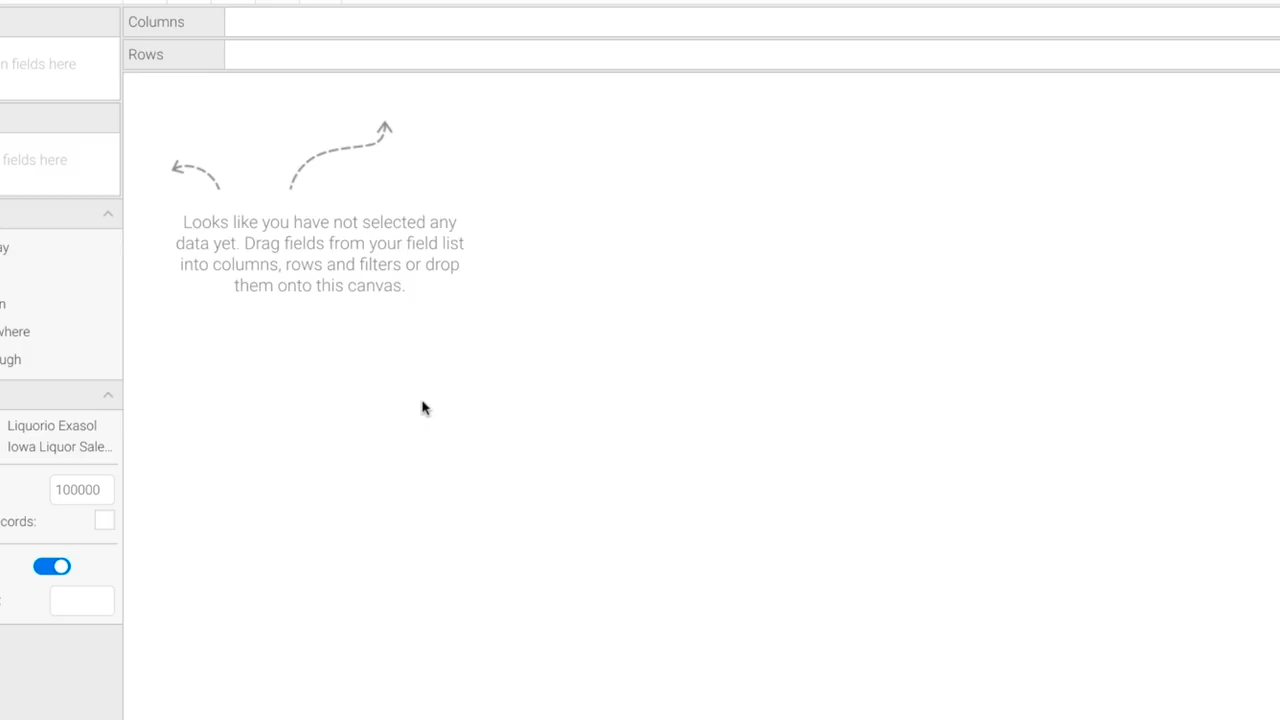 Columns
Rows
n fields here
fields here
Looks like you have not selected any
data yet. Drag fields from your field list
into columns, rows and filters or drop
them onto this canvas.
ay
n
where
ugh
Liquorio Exasol
Iowa Liquor Sale...
100000
cords: